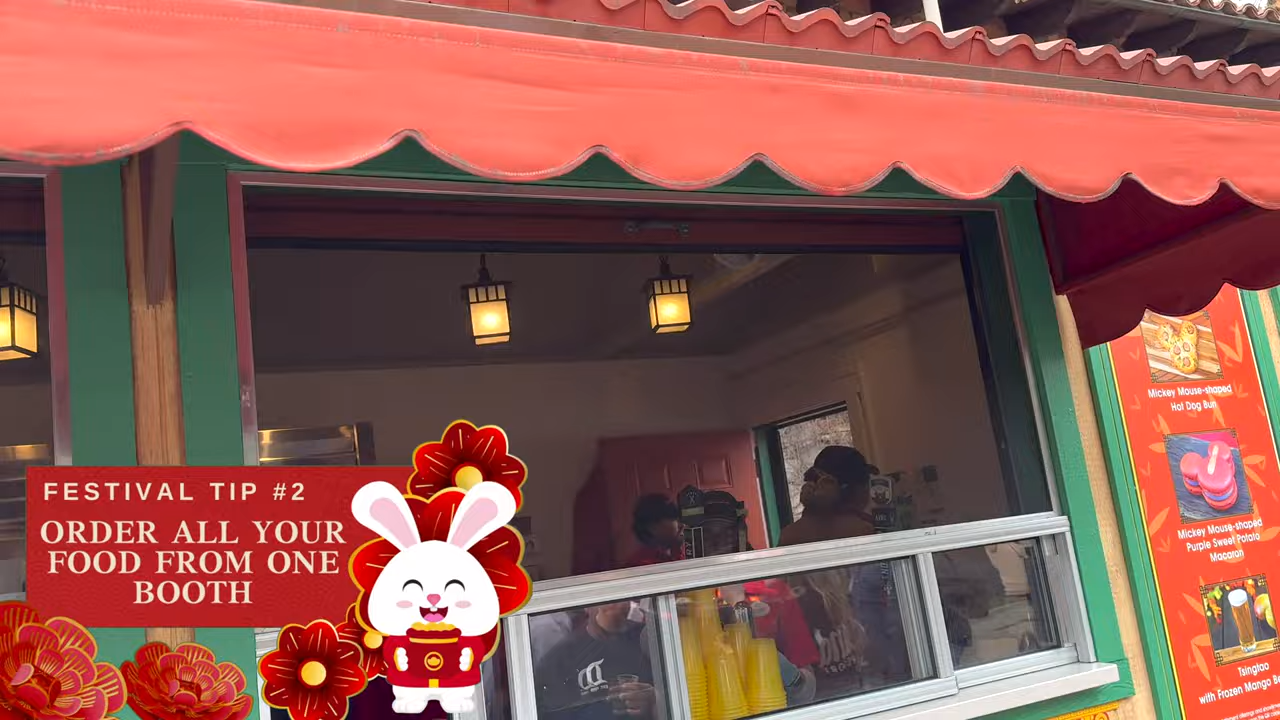 FESTIVAL TIP #2
ORDER ALL YOUR
FOOD FROM ONE
BOOTH
Mickey Mouse-shaped
Hot Dog Bun
Mickey Mouse-shaped
Purple Sweet Potato
Macaron
Tsingtao
with Frozen Mango